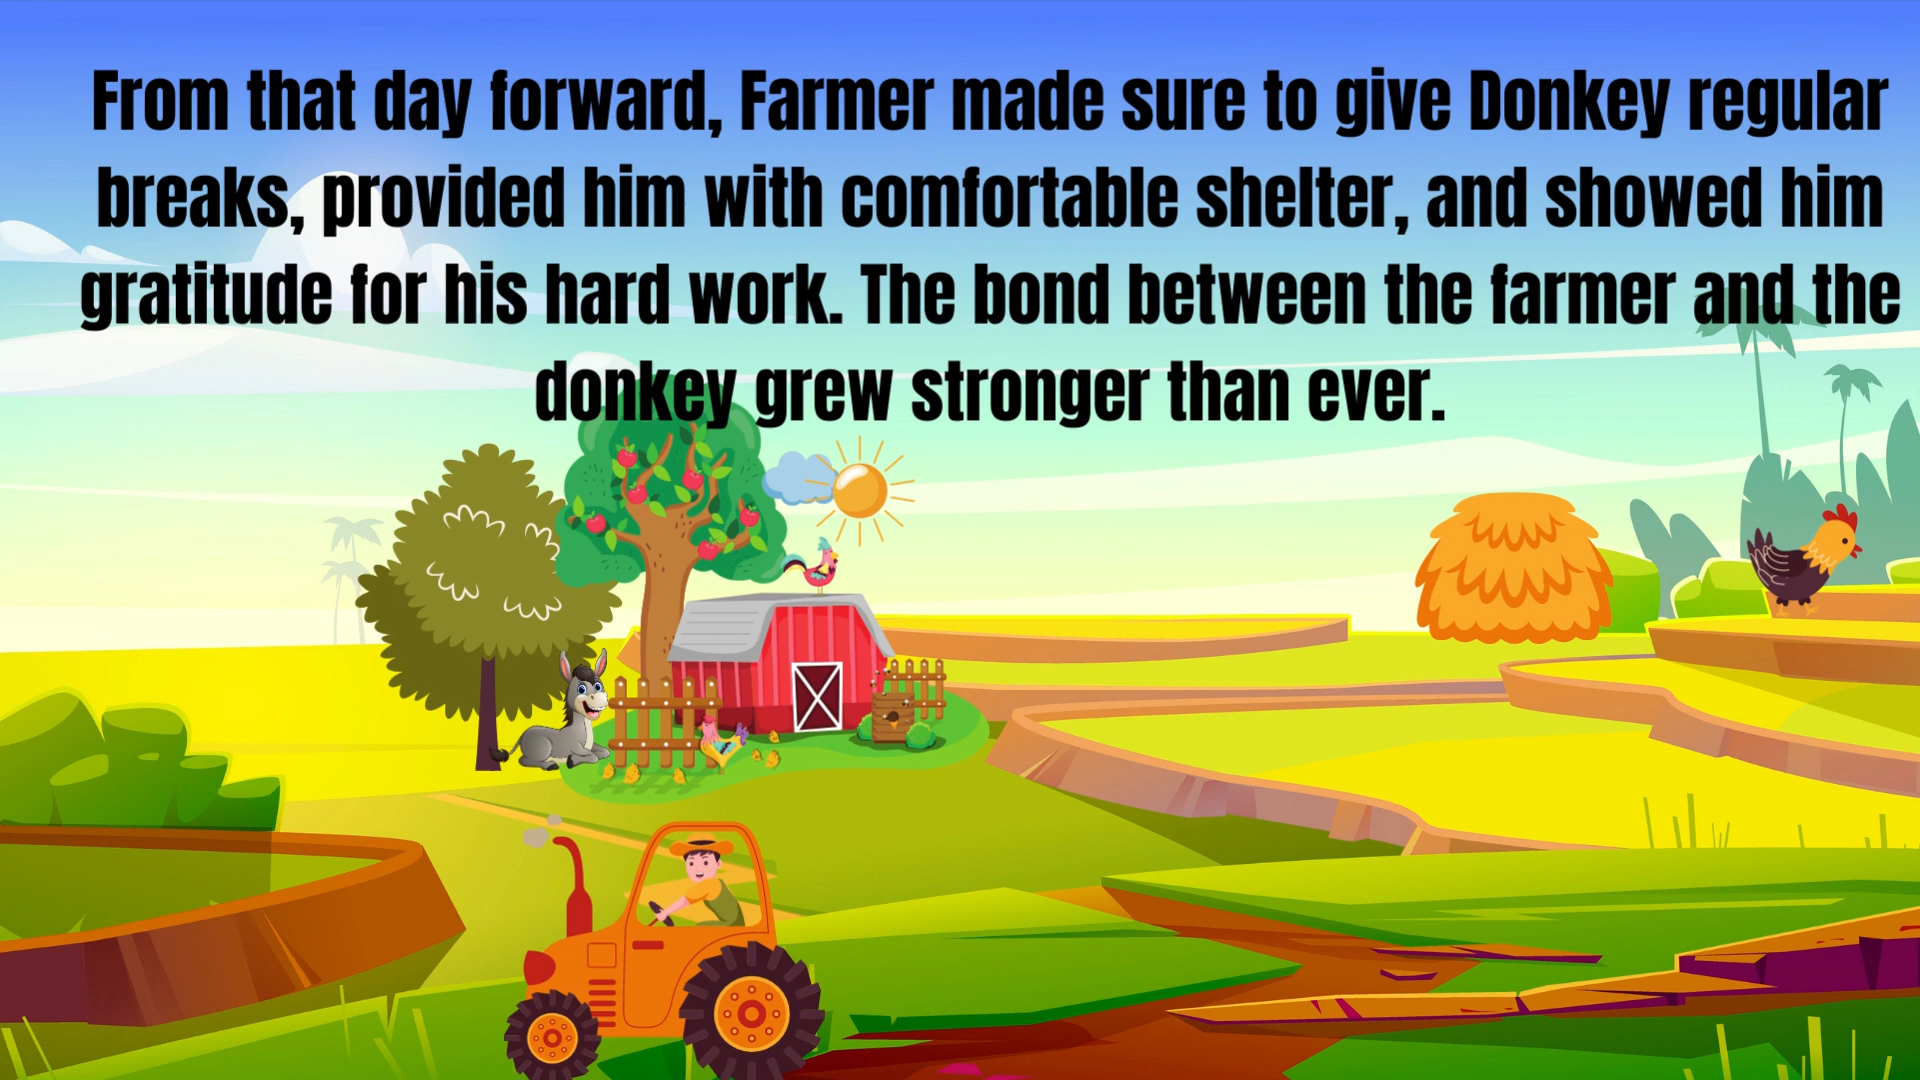 From that day forward, Farmer made sure to give Donkey regular
breaks, provided him with comfortable shelter, and showed him
gratitude for his hard work. The bond between the farmer and the
donkey grew stronger than ever.